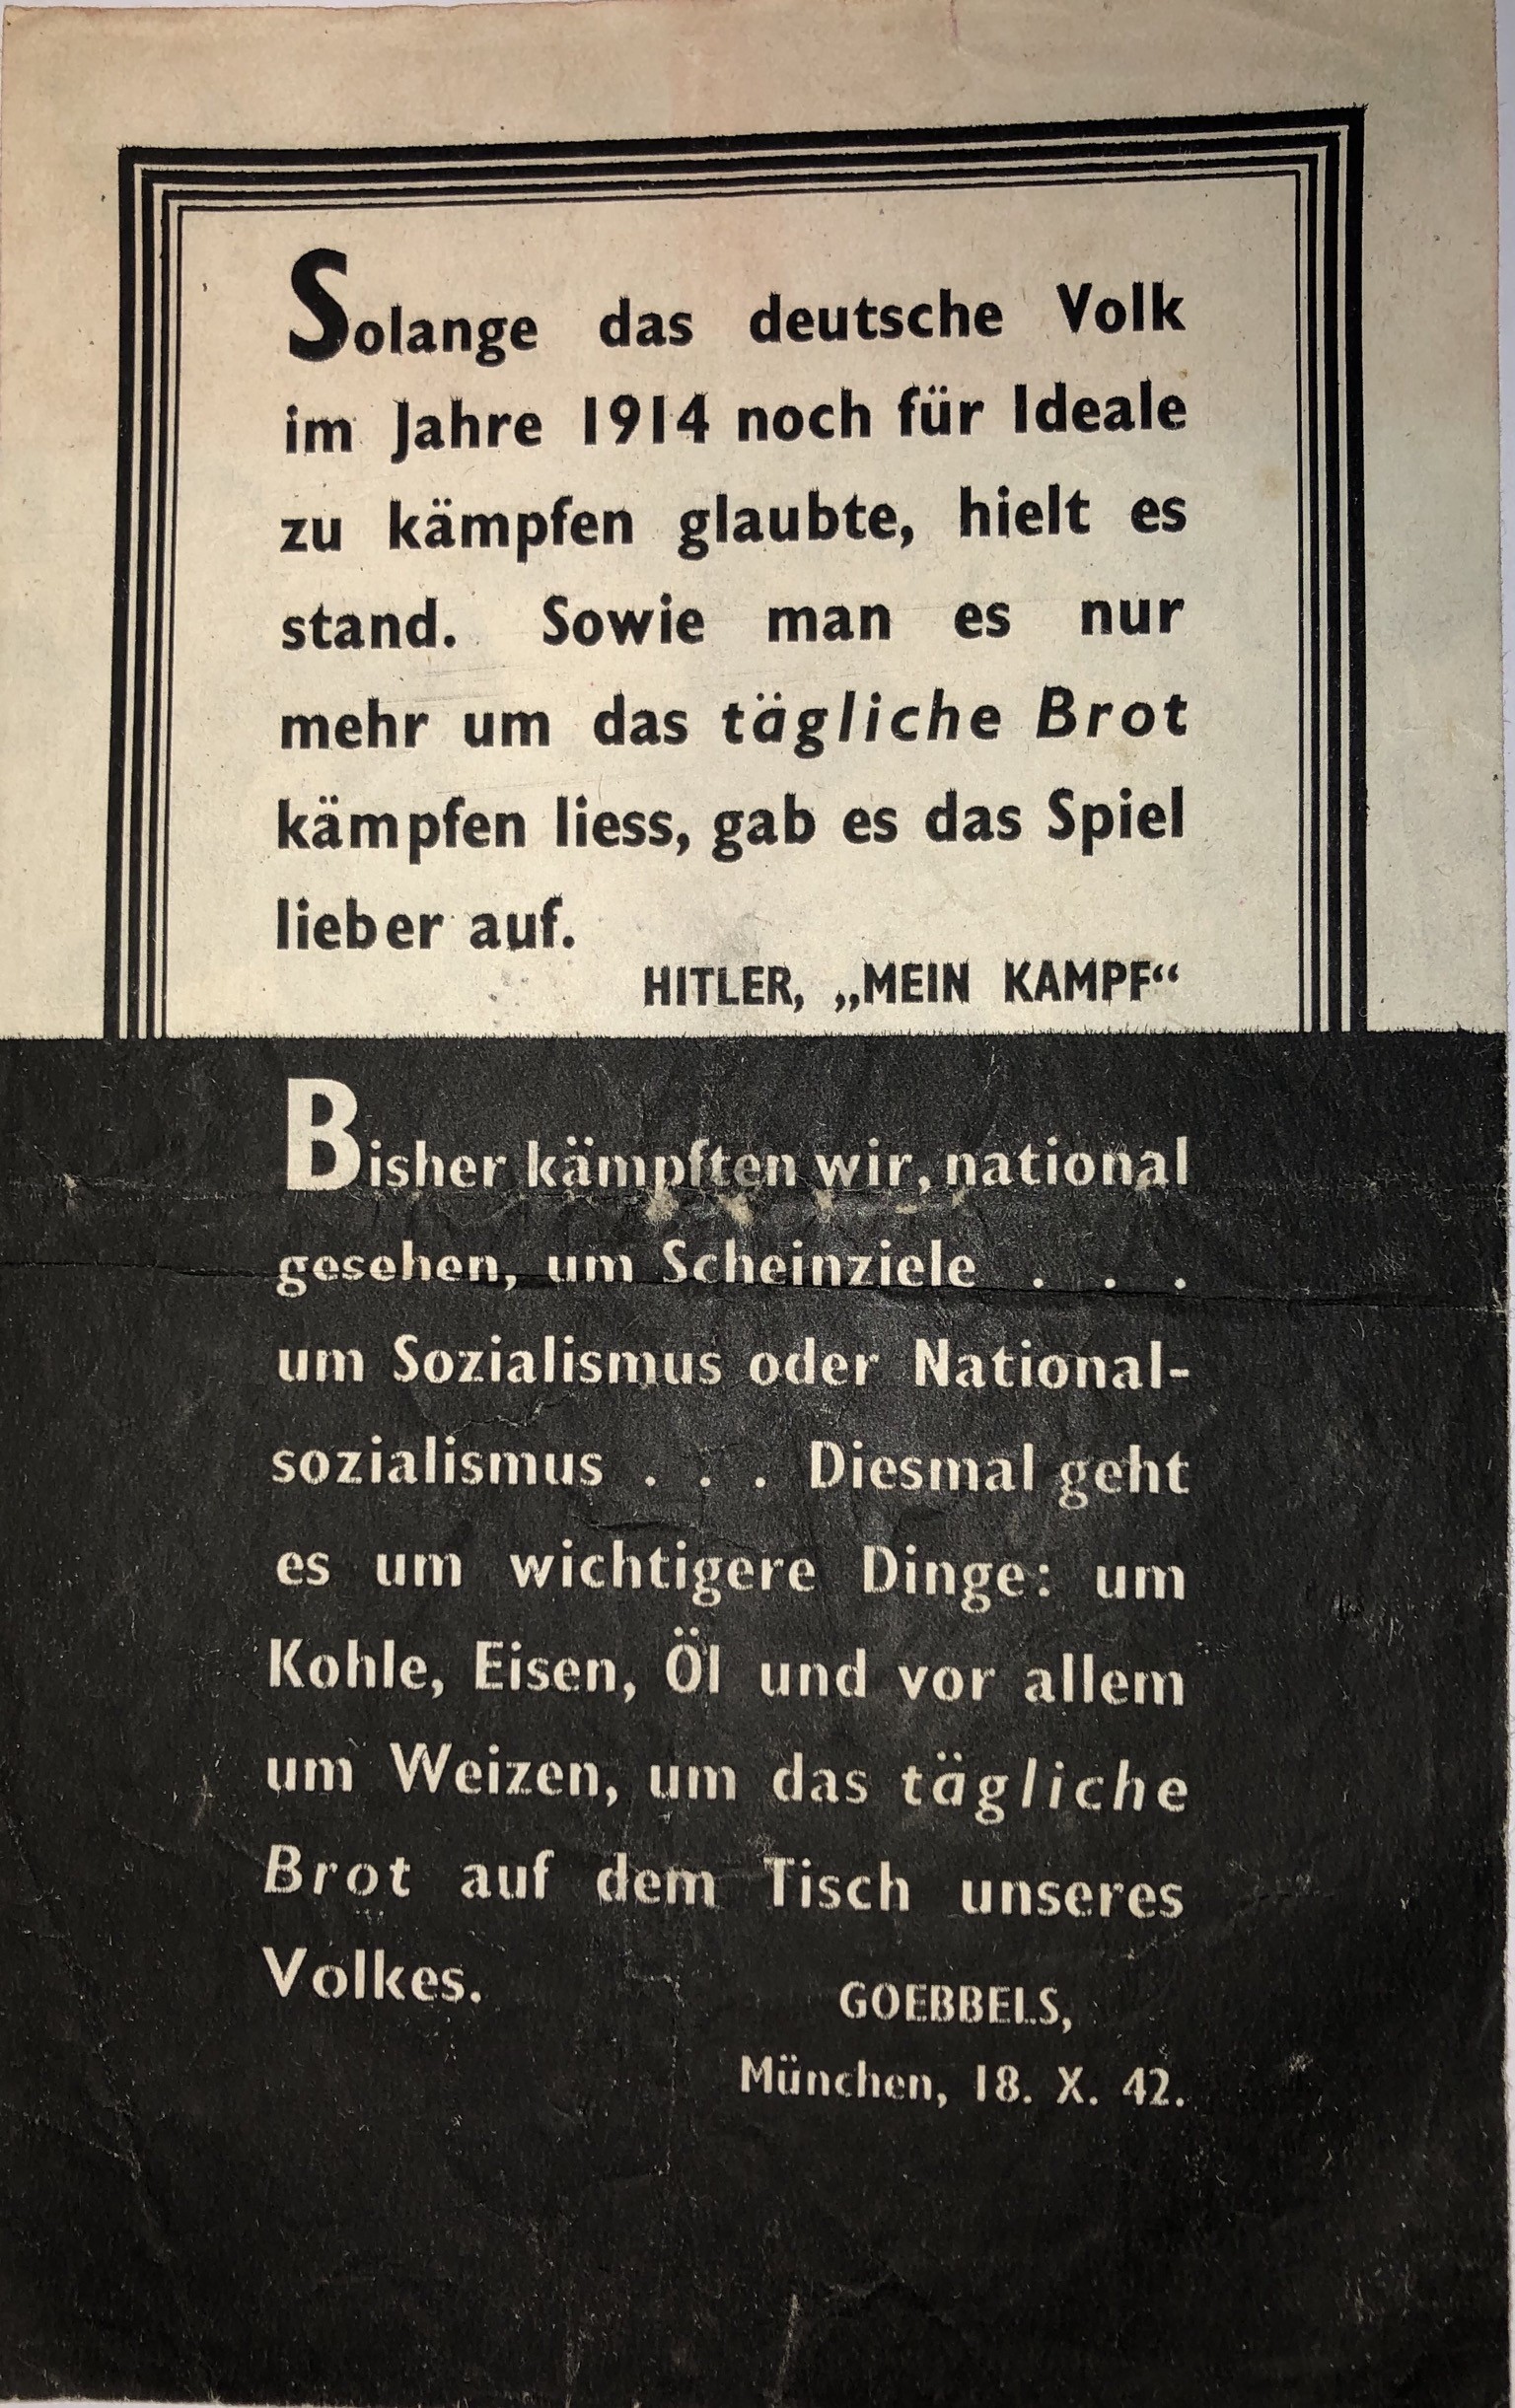 Solange das deutsche Volk
im Jahre 1914 noch für Ideale
zu kämpfen glaubte, hielt es
stand. Sowie man es nur
mehr um das tägliche Brot
kämpfen liess, gab es das Spiel
lieber auf.
HITLER, „MEIN KAMPF“
Bisher kämpften wir, national
gesehen, um Scheinziele . . .
um Sozialismus oder National-
sozialismus . . . Diesmal geht
es um wichtigere Dinge: um
Kohle, Eisen, Öl und vor allem
um Weizen, um das tägliche
Brot auf dem Tisch unseres
Volkes.
GOEBBELS,
München, 18. X. 42.